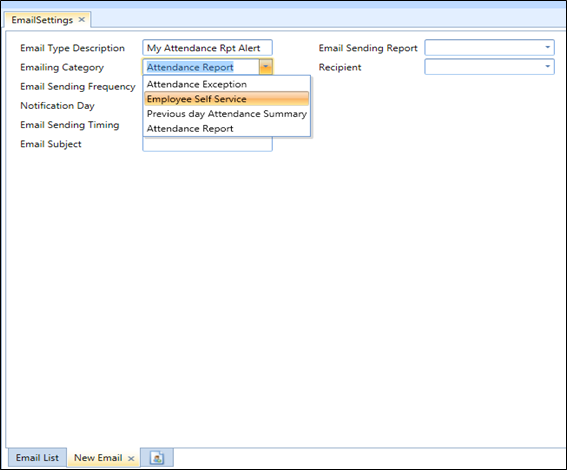 EmailSettings
Email Type Description My Attendance Rpt Alert Email Sending Report
Emailing Category Attendance Report Recipient
Attendance Exception
Email Sending Frequency
Employee Self Service
Notification Day
Previous day Attendance Summary
Email Sending Timing
Attendance Report
Email Subject
Email List New Email